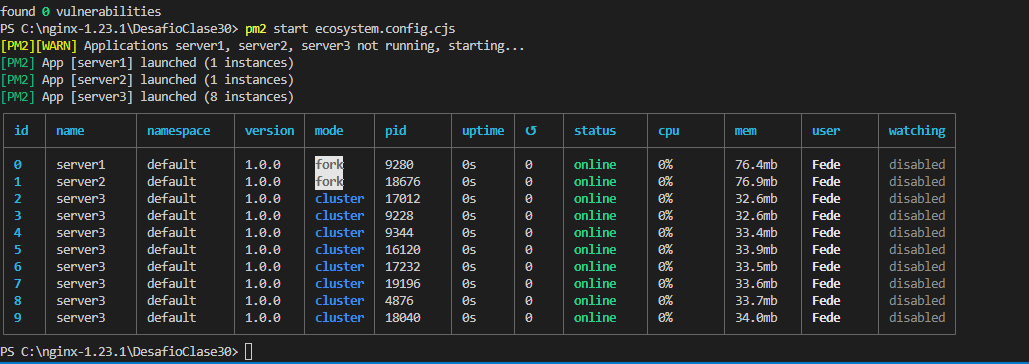 found 0 vulnerabilities
PS C:\nginx-1.23.1\DesafioClase30> pm2 start ecosystem.config.cjs
[PM2][WARN] Applications server1, server2, server3 not running, starting...
[PM2] App [server1] launched (1 instances)
[PM2] App [server2] launched (1 instances)
[PM2] App [server3] launched (8 instances)
id name namespace version mode pid uptime ↺ status cpu mem user watching
0 server1 default 1.0.0 fork 9280 0s 0 online 0% 76.4mb Fede disabled
1 server2 default 1.0.0 fork 18676 0s 0 online 0% 76.9mb Fede disabled
2 server3 default 1.0.0 cluster 17012 0s 0 online 0% 32.6mb Fede disabled
3 server3 default 1.0.0 cluster 9228 0s 0 online 0% 32.6mb Fede disabled
4 server3 default 1.0.0 cluster 9344 0s 0 online 0% 33.4mb Fede disabled
5 server3 default 1.0.0 cluster 16120 0s 0 online 0% 33.9mb Fede disabled
6 server3 default 1.0.0 cluster 17232 0s 0 online 0% 33.5mb Fede disabled
7 server3 default 1.0.0 cluster 19196 0s 0 online 0% 33.6mb Fede disabled
8 server3 default 1.0.0 cluster 4876 0s 0 online 0% 33.7mb Fede disabled
9 server3 default 1.0.0 cluster 18040 0s 0 online 0% 34.0mb Fede disabled
PS C:\nginx-1.23.1\DesafioClase30>